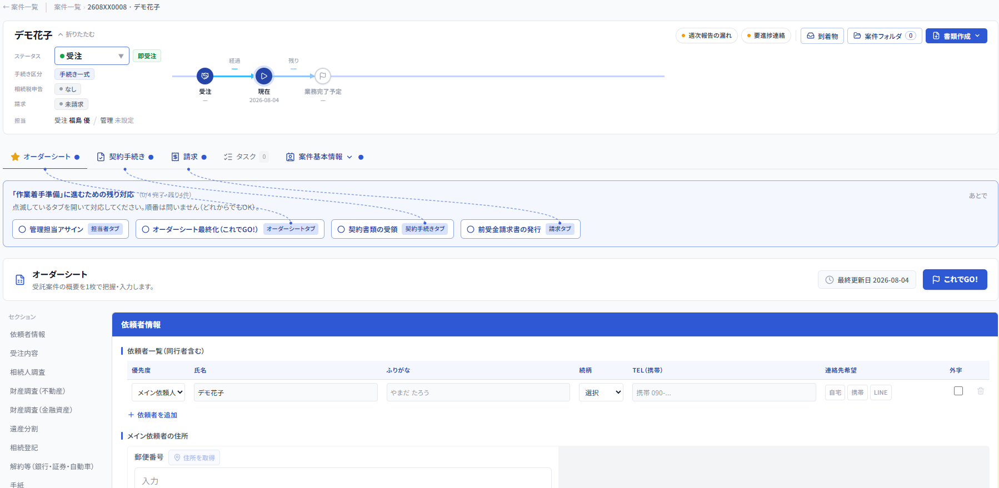 ← 案件一覧 案件一覧 › 2608XX0008・デモ花子
デモ花子 折りたたむ
週次報告の漏れ 要進捗連絡 到着物 案件フォルダ 0 書類作成
ステータス 受注 即受注
手続き区分 手続き一式
相続税申告 なし
請求 未請求
担当 受注 福島 優 / 管理 未設定
経過 残り
— —
受注 現在 業務完了予定
— 2026-08-04 —
オーダーシート 契約手続き 請求 タスク 0 案件基本情報
「作業着手準備」に進むための残り対応 (0/4 完了・残り4件) あとで
点滅しているタブを開いて対応してください。順番は問いません(どれからでもOK)。
管理担当アサイン 担当者タブ オーダーシート最終化(これでGO!) オーダーシートタブ 契約書類の受領 契約手続きタブ 前受金請求書の発行 請求タブ
オーダーシート
受託案件の概要を1枚で把握・入力します。
最終更新日 2026-08-04 これでGO!
セクション
依頼者情報
受注内容
相続人調査
財産調査(不動産)
財産調査(金融資産)
遺産分割
相続登記
解約等(銀行・証券・自動車)
手紙
依頼者情報
依頼者一覧(同行者含む)
優先度 氏名 ふりがな 続柄 TEL(携帯) 連絡先希望 外字
メイン依頼人 デモ花子 やまだ たろう 選択 携帯 090-... 自宅 携帯 LINE
+ 依頼者を追加
メイン依頼者の住所
郵便番号 住所を取得
入力